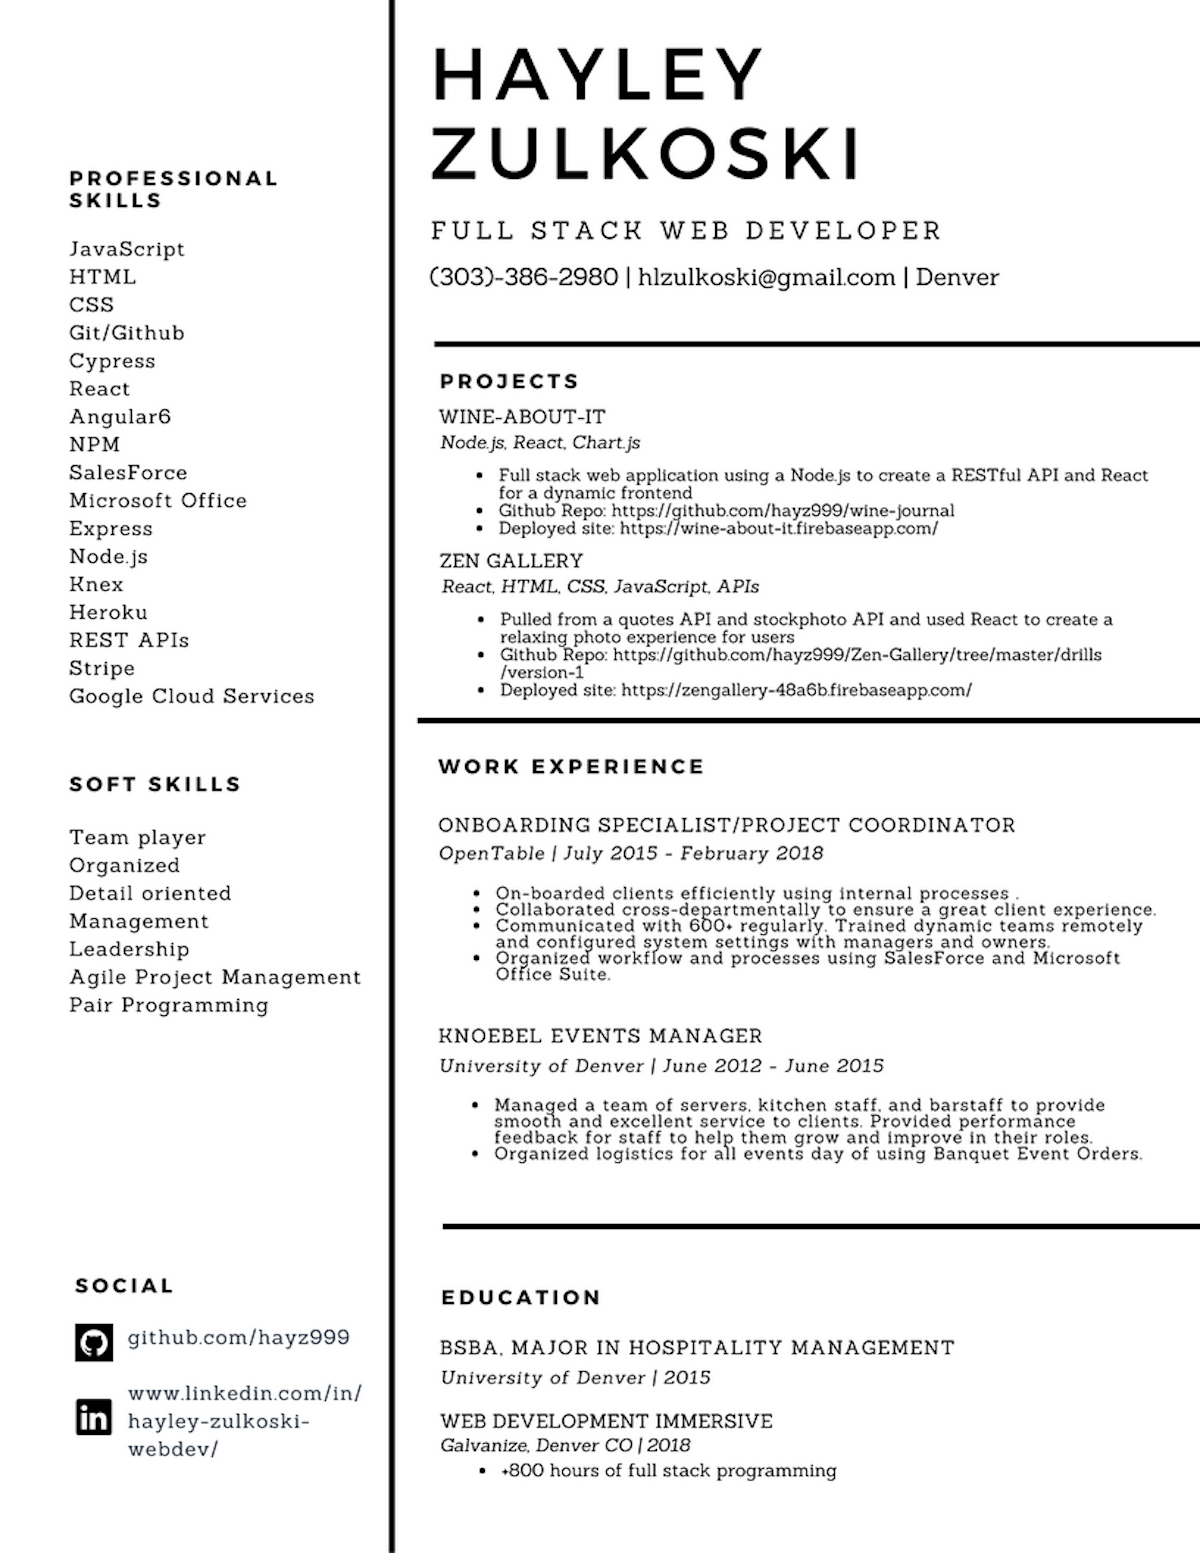 HAYLEY
ZULKOSKI
FULL STACK WEB DEVELOPER
(303)-386-2980 | hlzulkoski@gmail.com | Denver
PROFESSIONAL
SKILLS
JavaScript
HTML
CSS
Git/Github
Cypress
React
Angular6
NPM
SalesForce
Microsoft Office
Express
Node.js
Knex
Heroku
REST APIs
Stripe
Google Cloud Services
SOFT SKILLS
Team player
Organized
Detail oriented
Management
Leadership
Agile Project Management
Pair Programming
SOCIAL
github.com/hayz999
in
www.linkedin.com/in/
hayley-zulkoski-
webdev/
PROJECTS
WINE-ABOUT-IT
Node.js, React, Chart.js
• Full stack web application using a Node.js to create a RESTful API and React
for a dynamic frontend
• Github Repo: https://github.com/hayz999/wine-journal
• Deployed site: https://wine-about-it.firebaseapp.com/
ZEN GALLERY
React, HTML, CSS, JavaScript, APIs
• Pulled from a quotes API and stockphoto API and used React to create a
relaxing photo experience for users
• Github Repo: https://github.com/hayz999/Zen-Gallery/tree/master/drills
/version-1
• Deployed site: https://zengallery-48a6b.firebaseapp.com/
WORK EXPERIENCE
ONBOARDING SPECIALIST/PROJECT COORDINATOR
OpenTable | July 2015 - February 2018
• On-boarded clients efficiently using internal processes .
• Collaborated cross-departmentally to ensure a great client experience.
• Communicated with 600+ regularly. Trained dynamic teams remotely
and configured system settings with managers and owners.
• Organized workflow and processes using SalesForce and Microsoft
Office Suite.
KNOEBEL EVENTS MANAGER
University of Denver | June 2012 - June 2015
• Managed a team of servers, kitchen staff, and barstaff to provide
smooth and excellent service to clients. Provided performance
feedback for staff to help them grow and improve in their roles.
• Organized logistics for all events day of using Banquet Event Orders.
EDUCATION
BSBA, MAJOR IN HOSPITALITY MANAGEMENT
University of Denver | 2015
WEB DEVELOPMENT IMMERSIVE
Galvanize, Denver CO | 2018
• +800 hours of full stack programming